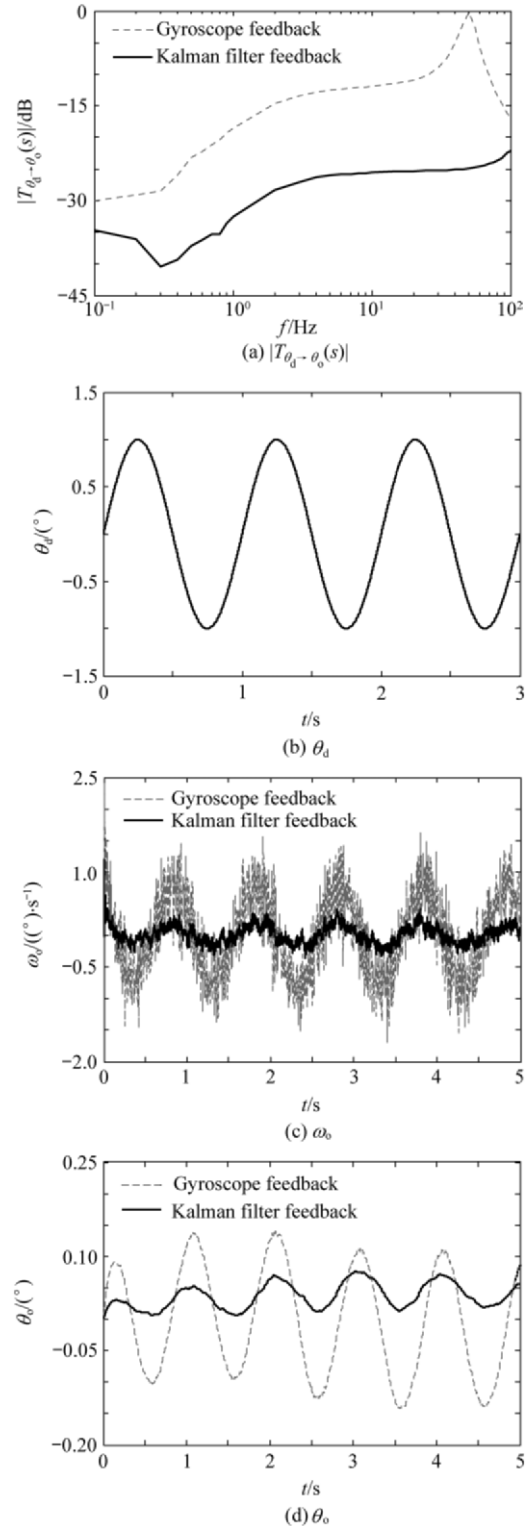 0
−15
−30
−45
|Tθd→θo(s)|/dB
Gyroscope feedback
Kalman filter feedback
10⁻¹ 10⁰ 10¹ 10²
f/Hz
(a) |Tθd→θo(s)|
1.5
0.5
−0.5
−1.5
θd/(°)
0 1 2 3
t/s
(b) θd
2.5
1.0
−0.5
−2.0
ωo/((°)·s⁻¹)
Gyroscope feedback
Kalman filter feedback
0 1 2 3 4 5
t/s
(c) ωo
0.25
0.10
−0.05
−0.20
θo/(°)
Gyroscope feedback
Kalman filter feedback
0 1 2 3 4 5
t/s
(d) θo